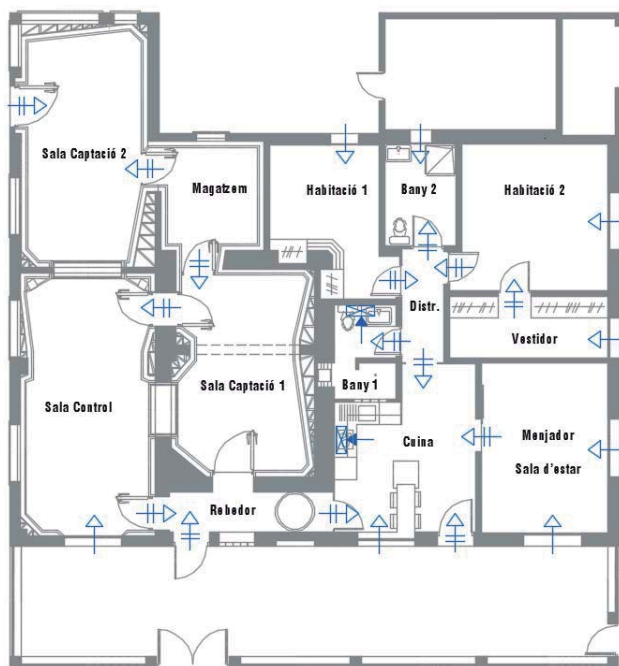 Sala Captació 2
Magatzem
Habitació 1
Bany 2
Habitació 2
Distr.
Vestidor
Sala Control
Sala Captació 1
Bany 1
Cuina
Menjador
Sala d'estar
Rebedor